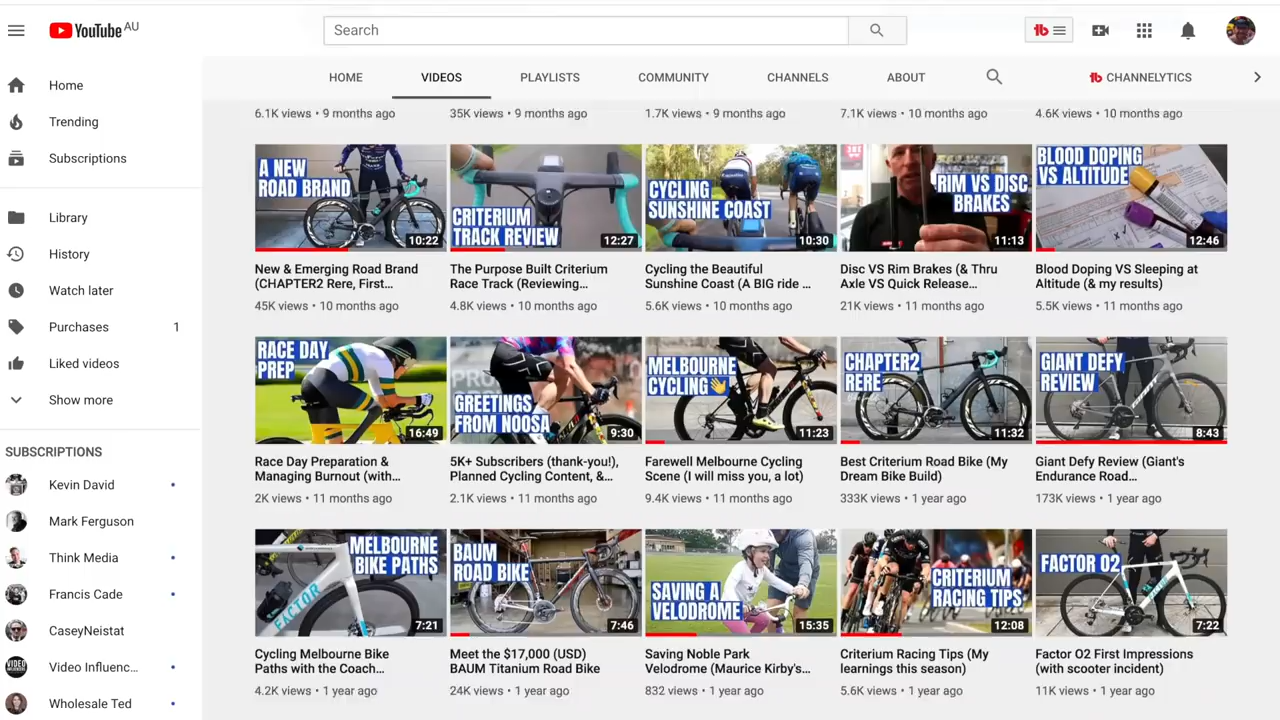 YouTube AU
Search
Home
Trending
Subscriptions
Library
History
Watch later
Purchases 1
Liked videos
Show more
SUBSCRIPTIONS
Kevin David
Mark Ferguson
Think Media
Francis Cade
CaseyNeistat
Video Influenc...
Wholesale Ted
HOME VIDEOS PLAYLISTS COMMUNITY CHANNELS ABOUT CHANNELYTICS
6.1K views • 9 months ago 35K views • 9 months ago 1.7K views • 9 months ago 7.1K views • 10 months ago 4.6K views • 10 months ago
A NEW
ROAD BRAND
10:22
CRITERIUM
TRACK REVIEW
12:27
CYCLING
SUNSHINE COAST
10:30
RIM VS DISC
BRAKES
11:13
BLOOD DOPING
VS ALTITUDE
12:46
New & Emerging Road Brand
(CHAPTER2 Rere, First...
45K views • 10 months ago
The Purpose Built Criterium
Race Track (Reviewing...
4.8K views • 10 months ago
Cycling the Beautiful
Sunshine Coast (A BIG ride ...
5.6K views • 10 months ago
Disc VS Rim Brakes (& Thru
Axle VS Quick Release...
21K views • 11 months ago
Blood Doping VS Sleeping at
Altitude (& my results)
5.5K views • 11 months ago
RACE DAY
PREP
16:49
GREETINGS
FROM NOOSA
9:30
MELBOURNE
CYCLING👋
11:23
CHAPTER2
RERE
11:32
GIANT DEFY
REVIEW
8:43
Race Day Preparation &
Managing Burnout (with...
2K views • 11 months ago
5K+ Subscribers (thank-you!),
Planned Cycling Content, &...
2.1K views • 11 months ago
Farewell Melbourne Cycling
Scene (I will miss you, a lot)
9.4K views • 11 months ago
Best Criterium Road Bike (My
Dream Bike Build)
333K views • 1 year ago
Giant Defy Review (Giant's
Endurance Road...
173K views • 1 year ago
MELBOURNE
BIKE PATHS
FACTOR
7:21
BAUM
ROAD BIKE
7:46
SAVING A
VELODROME
15:35
CRITERIUM
RACING TIPS
12:08
FACTOR O2
7:22
Cycling Melbourne Bike
Paths with the Coach...
4.2K views • 1 year ago
Meet the $17,000 (USD)
BAUM Titanium Road Bike
24K views • 1 year ago
Saving Noble Park
Velodrome (Maurice Kirby's...
832 views • 1 year ago
Criterium Racing Tips (My
learnings this season)
5.6K views • 1 year ago
Factor O2 First Impressions
(with scooter incident)
11K views • 1 year ago